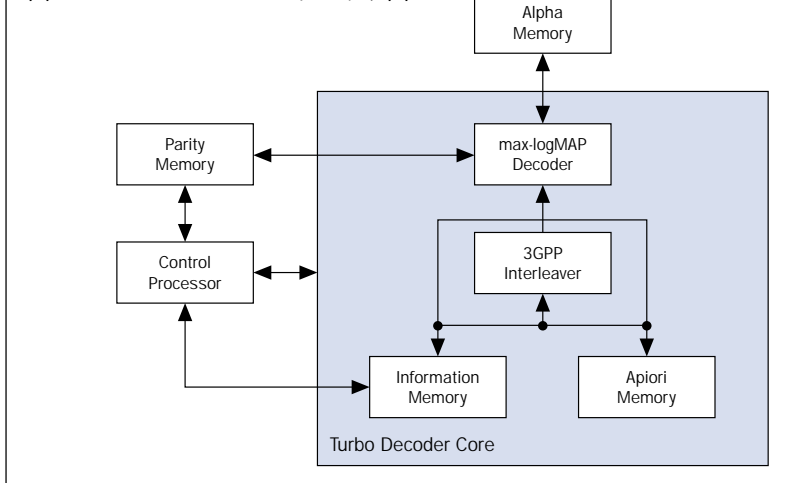 Alpha
Memory
Parity
Memory
max-logMAP
Decoder
Control
Processor
3GPP
Interleaver
Information
Memory
Apiori
Memory
Turbo Decoder Core